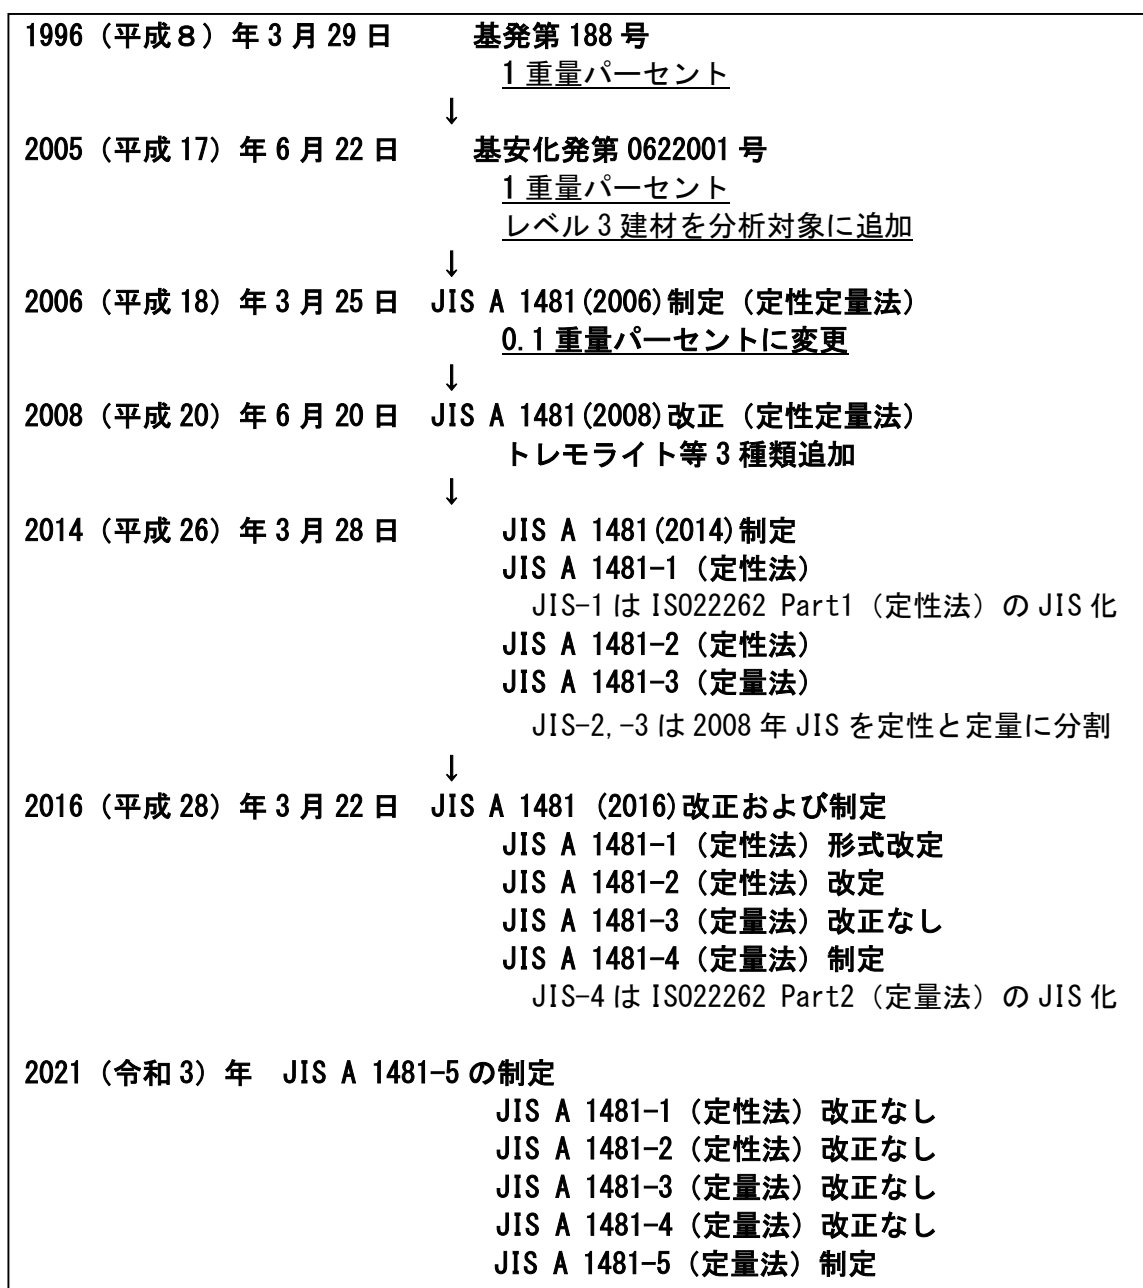 1996（平成８）年3月29日　基発第188号
1重量パーセント
↓
2005（平成17）年6月22日　基安化発第0622001号
1重量パーセント
レベル3建材を分析対象に追加
↓
2006（平成18）年3月25日　JIS A 1481(2006)制定（定性定量法）
0.1重量パーセントに変更
↓
2008（平成20）年6月20日　JIS A 1481(2008)改正（定性定量法）
トレモライト等3種類追加
↓
2014（平成26）年3月28日　JIS A 1481(2014)制定
JIS A 1481-1（定性法）
JIS-1はISO22262 Part1（定性法）のJIS化
JIS A 1481-2（定性法）
JIS A 1481-3（定量法）
JIS-2,-3は2008年JISを定性と定量に分割
↓
2016（平成28）年3月22日　JIS A 1481 (2016)改正および制定
JIS A 1481-1（定性法）形式改定
JIS A 1481-2（定性法）改定
JIS A 1481-3（定量法）改正なし
JIS A 1481-4（定量法）制定
JIS-4はISO22262 Part2（定量法）のJIS化
2021（令和3）年　JIS A 1481-5の制定
JIS A 1481-1（定性法）改正なし
JIS A 1481-2（定性法）改正なし
JIS A 1481-3（定量法）改正なし
JIS A 1481-4（定量法）改正なし
JIS A 1481-5（定量法）制定